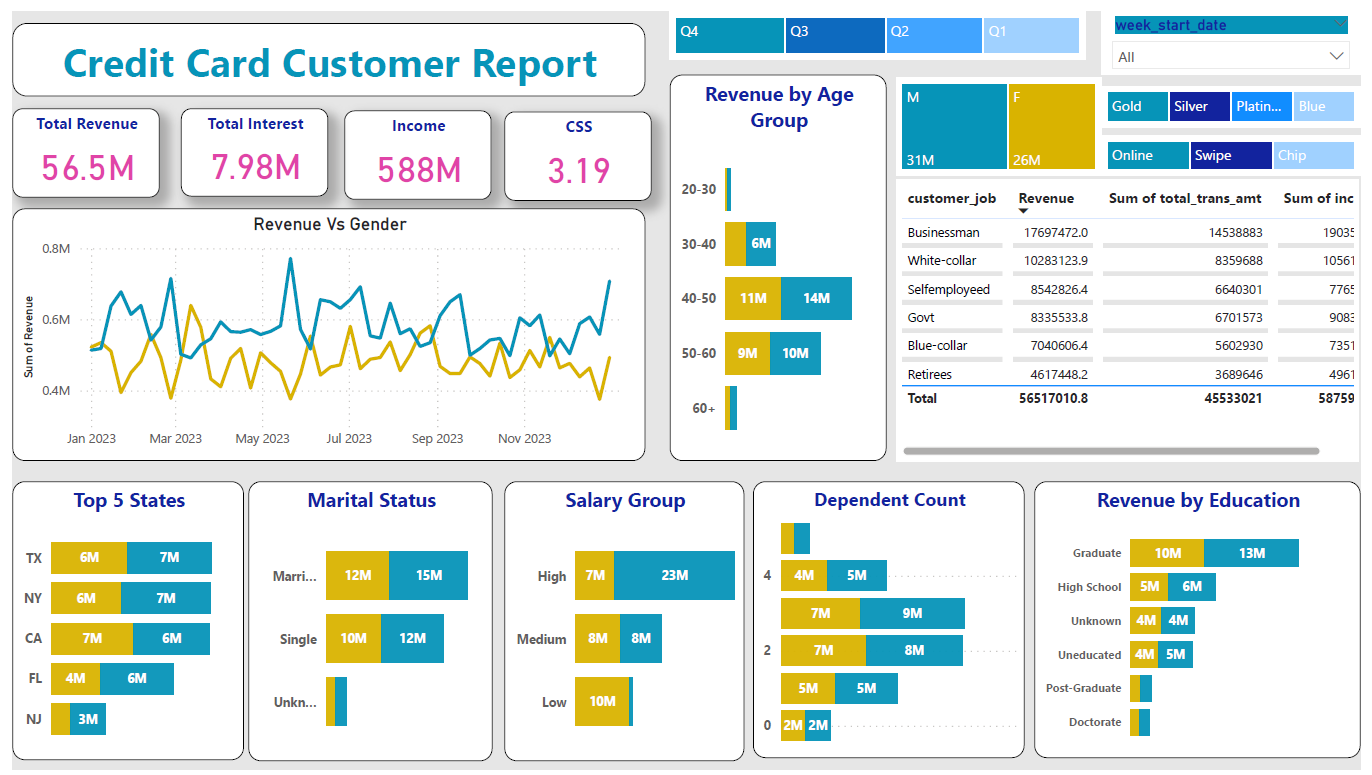 Credit Card Customer Report
Q4
Q3
Q2
Q1
week_start_date
All
Total Revenue
56.5M
Total Interest
7.98M
Income
588M
CSS
3.19
Revenue by Age
Group
20-30
30-40
6M
40-50
11M
14M
50-60
9M
10M
60+
M
31M
F
26M
Gold
Silver
Platin...
Blue
Online
Swipe
Chip
Revenue Vs Gender
Sum of Revenue
0.8M
0.6M
0.4M
Jan 2023
Mar 2023
May 2023
Jul 2023
Sep 2023
Nov 2023
customer_job Revenue Sum of total_trans_amt Sum of inc
Businessman 17697472.0 14538883 19035
White-collar 10283123.9 8359688 10561
Selfemployeed 8542826.4 6640301 7765
Govt 8335533.8 6701573 9083
Blue-collar 7040606.4 5602930 7351
Retirees 4617448.2 3689646 4961
Total 56517010.8 45533021 58759
Top 5 States
TX 6M 7M
NY 6M 7M
CA 7M 6M
FL 4M 6M
NJ 3M
Marital Status
Marri... 12M 15M
Single 10M 12M
Unkn...
Salary Group
High 7M 23M
Medium 8M 8M
Low 10M
Dependent Count
4 4M 5M
7M 9M
2 7M 8M
5M 5M
0 2M 2M
Revenue by Education
Graduate 10M 13M
High School 5M 6M
Unknown 4M 4M
Uneducated 4M 5M
Post-Graduate
Doctorate